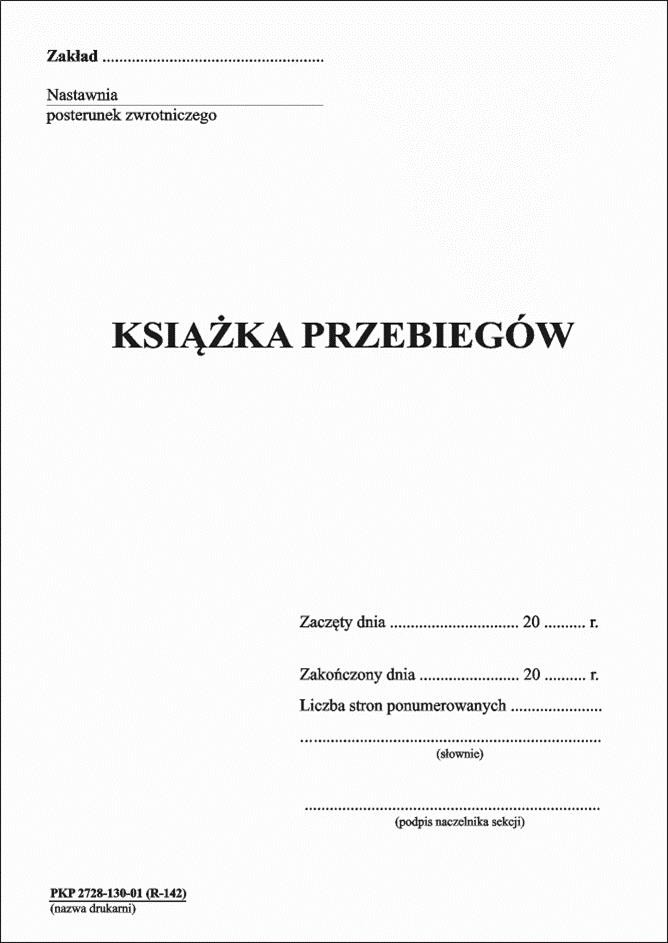 Zakład .....................................................
Nastawnia
posterunek zwrotniczego
KSIĄŻKA PRZEBIEGÓW
Zaczęty dnia ............................... 20 .......... r.
Zakończony dnia ........................ 20 .......... r.
Liczba stron ponumerowanych ......................
.........................................................................
(słownie)
.......................................................................
(podpis naczelnika sekcji)
PKP 2728-130-01 (R-142)
(nazwa drukarni)